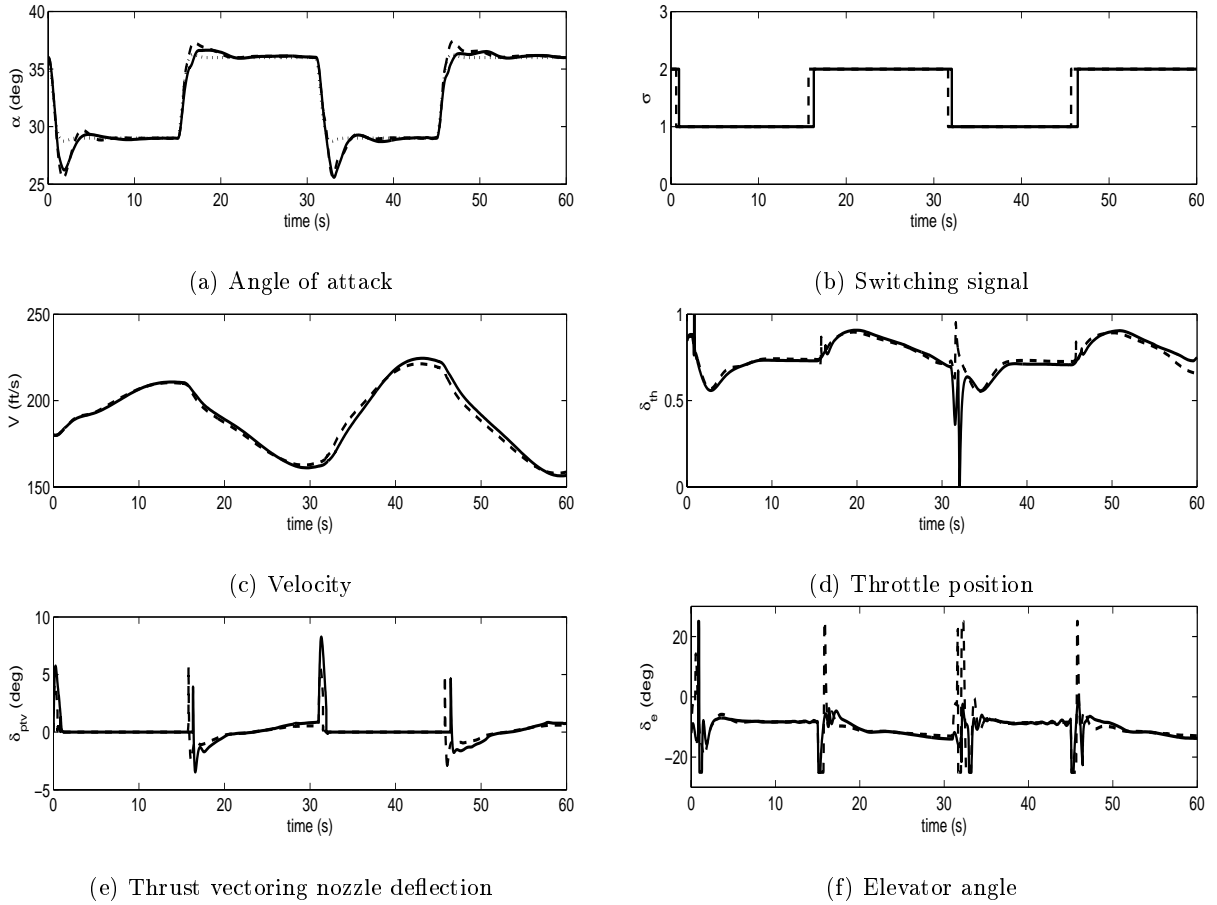 40
35
30
25
α (deg)
0 10 20 30 40 50 60
time (s)
(a) Angle of attack
3
2
1
0
σ
0 10 20 30 40 50 60
time (s)
(b) Switching signal
250
200
150
V (ft/s)
0 10 20 30 40 50 60
time (s)
(c) Velocity
1
0.5
0
δth
0 10 20 30 40 50 60
time (s)
(d) Throttle position
10
5
0
−5
δptv (deg)
0 10 20 30 40 50 60
time (s)
(e) Thrust vectoring nozzle deflection
20
0
−20
δe (deg)
0 10 20 30 40 50 60
time (s)
(f) Elevator angle